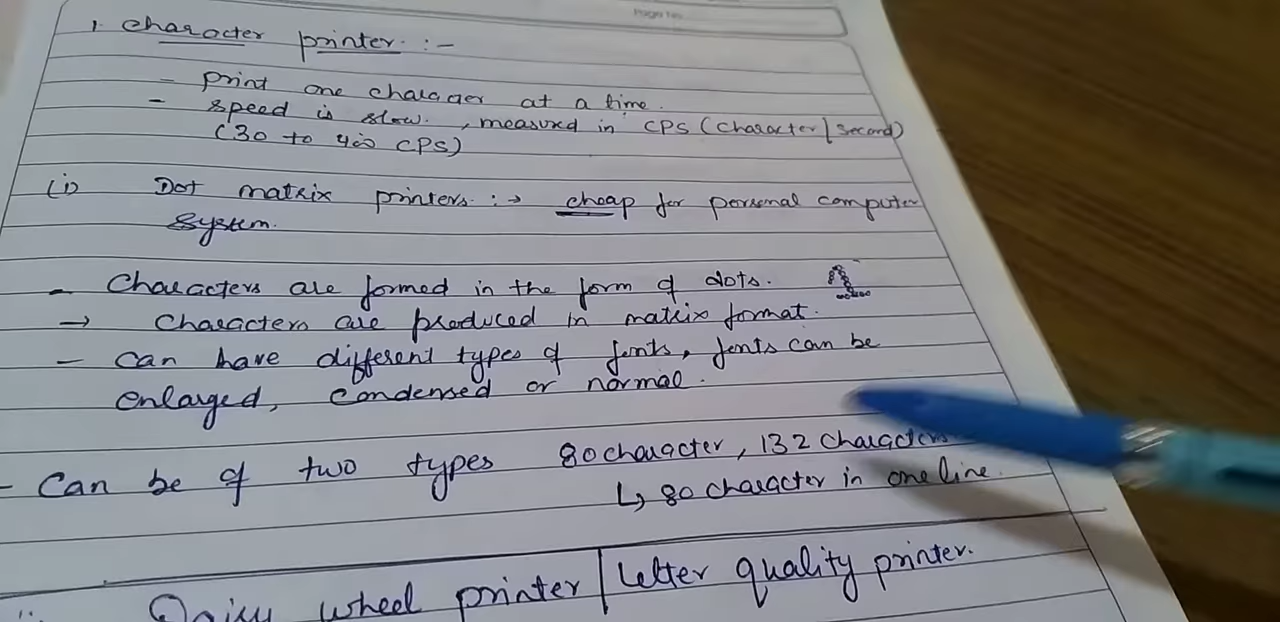 Page No.
1. character printer :-
- print one character at a time.
- speed is slow. , measured in CPS (character/second)
(30 to 400 CPS)
(i) Dot matrix printers :→ cheap for personal computer
system.
- Characters are formed in the form of dots.
→ Characters are produced in matrix format.
- can have different types of fonts, fonts can be
enlarged, condensed or normal.
- Can be of two types 80 character, 132 characters
↳ 80 character in one line.
Daisy wheel printer / letter quality printer.